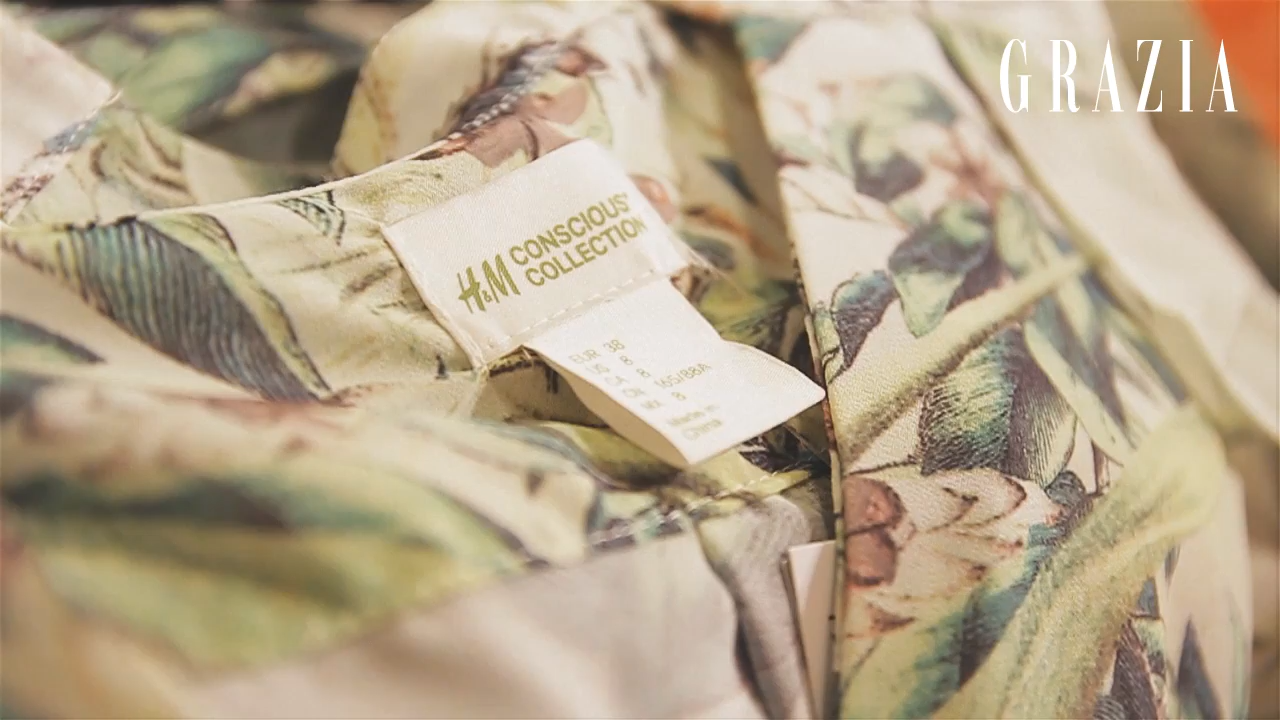 GRAZIA
H&M CONSCIOUS
COLLECTION
EUR 38
US 8
CA 8
CN 165/88A
MX 8
Made in
China